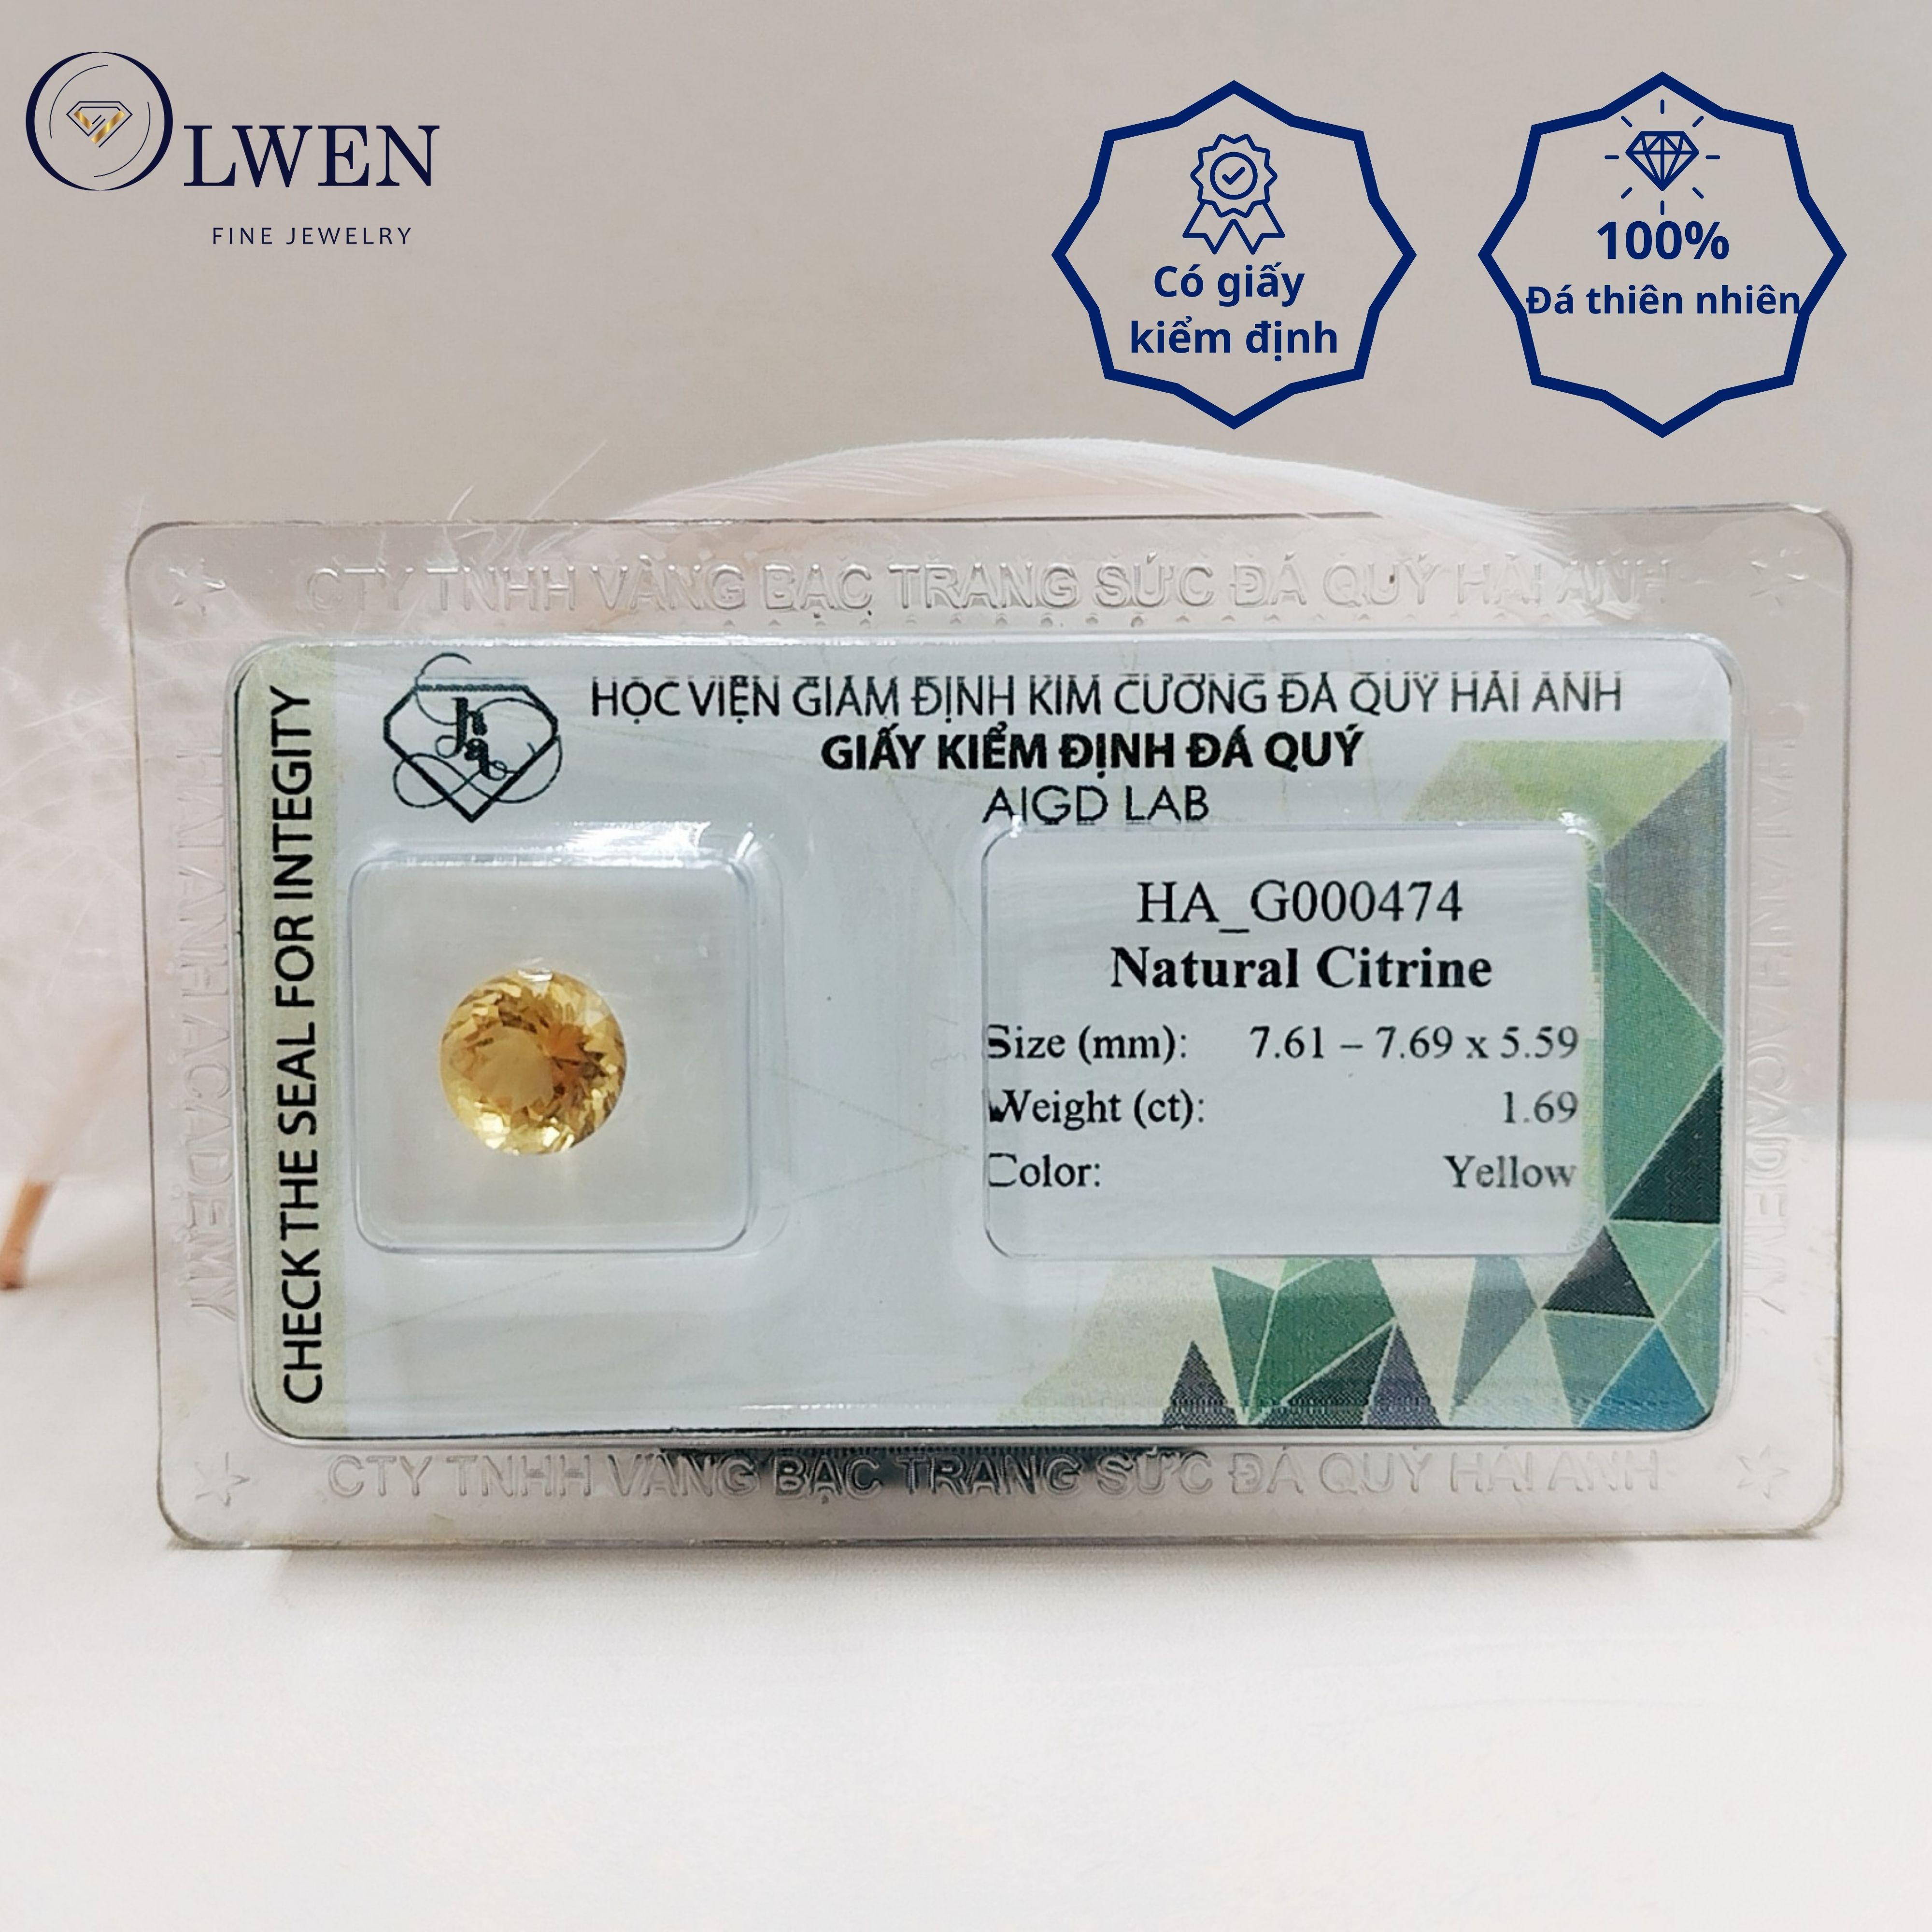 OLWEN
FINE JEWELRY
Có giấy
kiểm định
100%
Đá thiên nhiên
CTY TNHH VÀNG BẠC TRANG SỨC ĐÁ QUÝ HẢI ANH
HỌC VIỆN GIÁM ĐỊNH KIM CƯƠNG ĐÁ QUÝ HẢI ANH
GIẤY KIỂM ĐỊNH ĐÁ QUÝ
AIGD LAB
CHECK THE SEAL FOR INTEGITY
HẢI ANH ACADEMY
HA_G000474
Natural Citrine
Size (mm): 7.61 – 7.69 x 5.59
Weight (ct): 1.69
Color: Yellow
HẢI ANH ACADEMY
CTY TNHH VÀNG BẠC TRANG SỨC ĐÁ QUÝ HẢI ANH